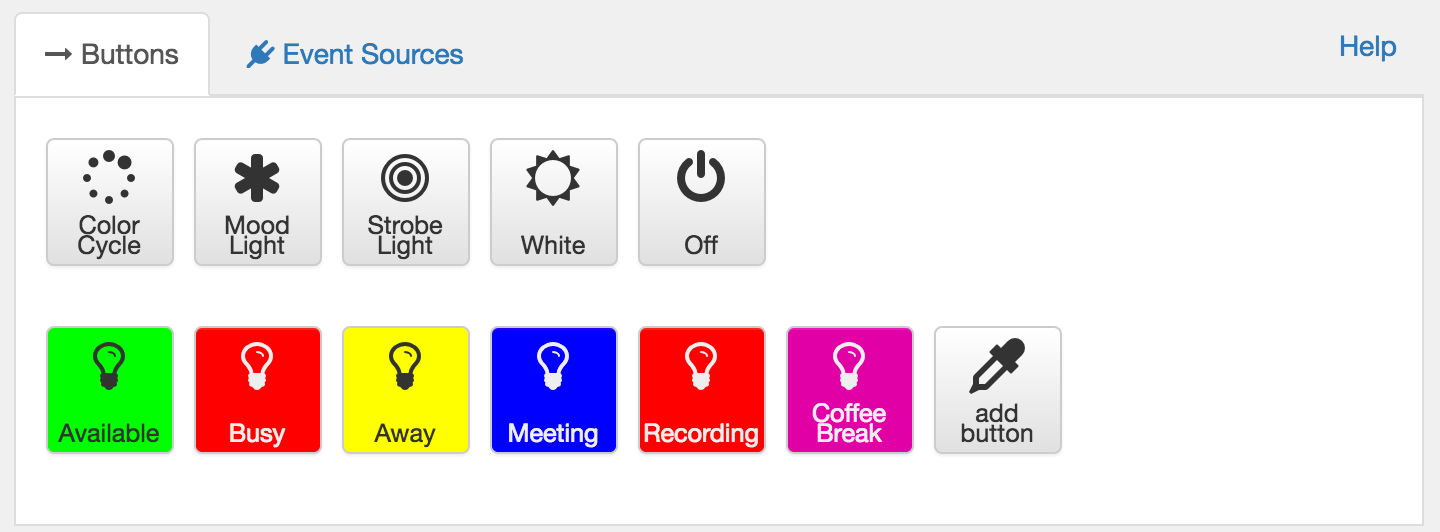 Buttons
Event Sources
Help
Color
Cycle
Mood
Light
Strobe
Light
White
Off
Available
Busy
Away
Meeting
Recording
Coffee
Break
add
button